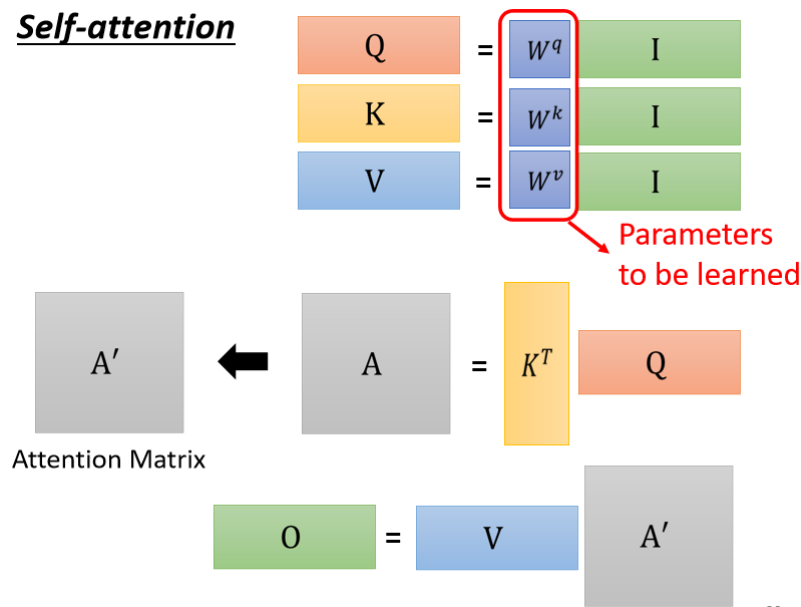 Self-attention
Q = W^q I
K = W^k I
V = W^v I
Parameters
to be learned
A′ A = K^T Q
Attention Matrix
O = V A′